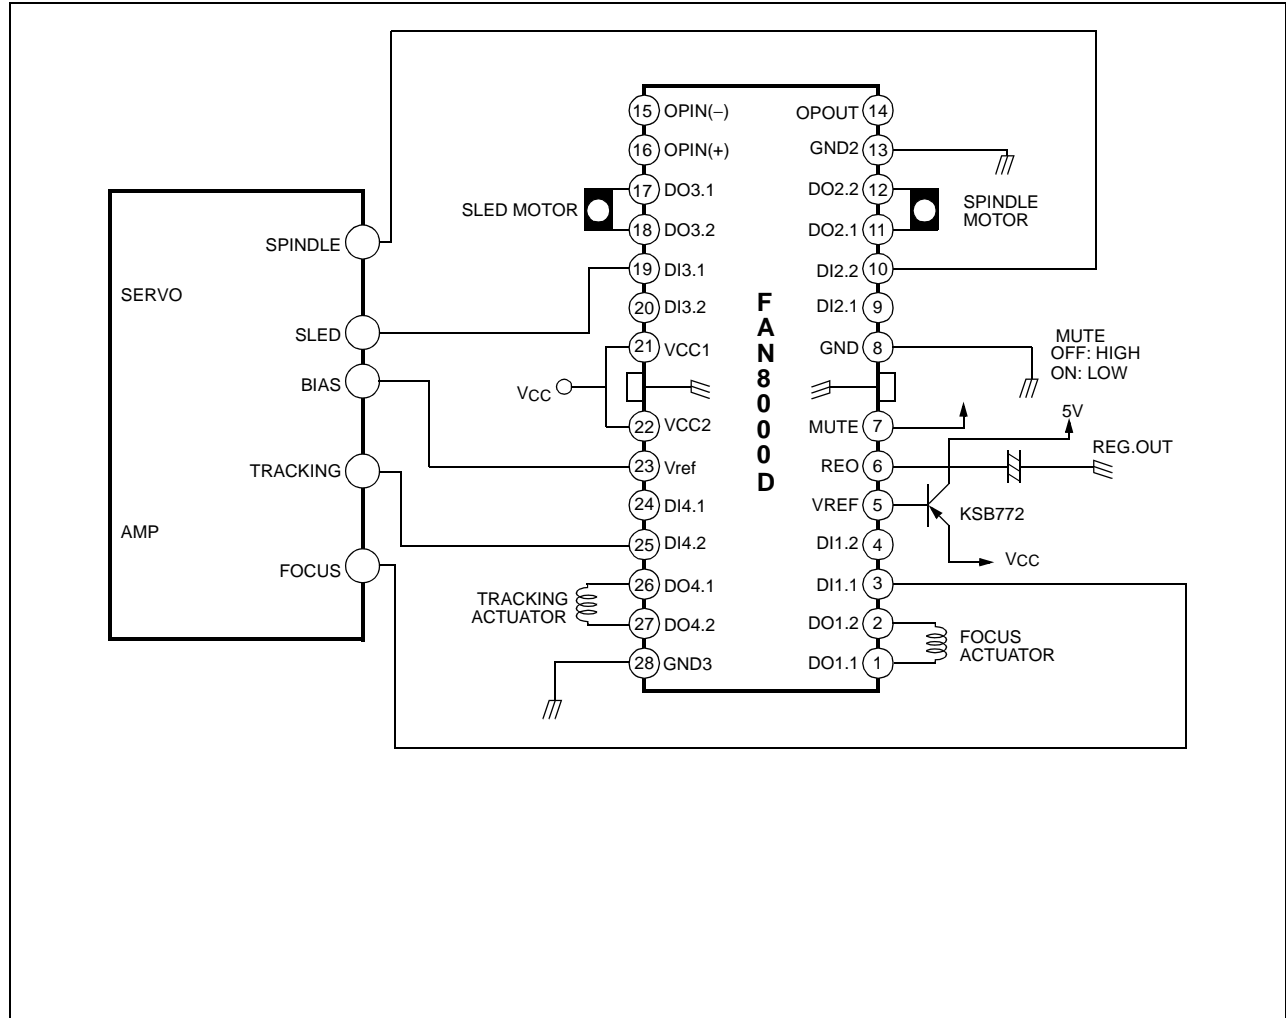 SERVO
AMP
SPINDLE
SLED
BIAS
TRACKING
FOCUS
SLED MOTOR
VCC
TRACKING
ACTUATOR
15 OPIN(−)
16 OPIN(+)
17 DO3.1
18 DO3.2
19 DI3.1
20 DI3.2
21 VCC1
22 VCC2
23 Vref
24 DI4.1
25 DI4.2
26 DO4.1
27 DO4.2
28 GND3
FAN8000D
OPOUT 14
GND2 13
DO2.2 12
DO2.1 11
DI2.2 10
DI2.1 9
GND 8
MUTE 7
REO 6
VREF 5
DI1.2 4
DI1.1 3
DO1.2 2
DO1.1 1
SPINDLE
MOTOR
MUTE
OFF: HIGH
ON: LOW
5V
REG.OUT
KSB772
VCC
FOCUS
ACTUATOR